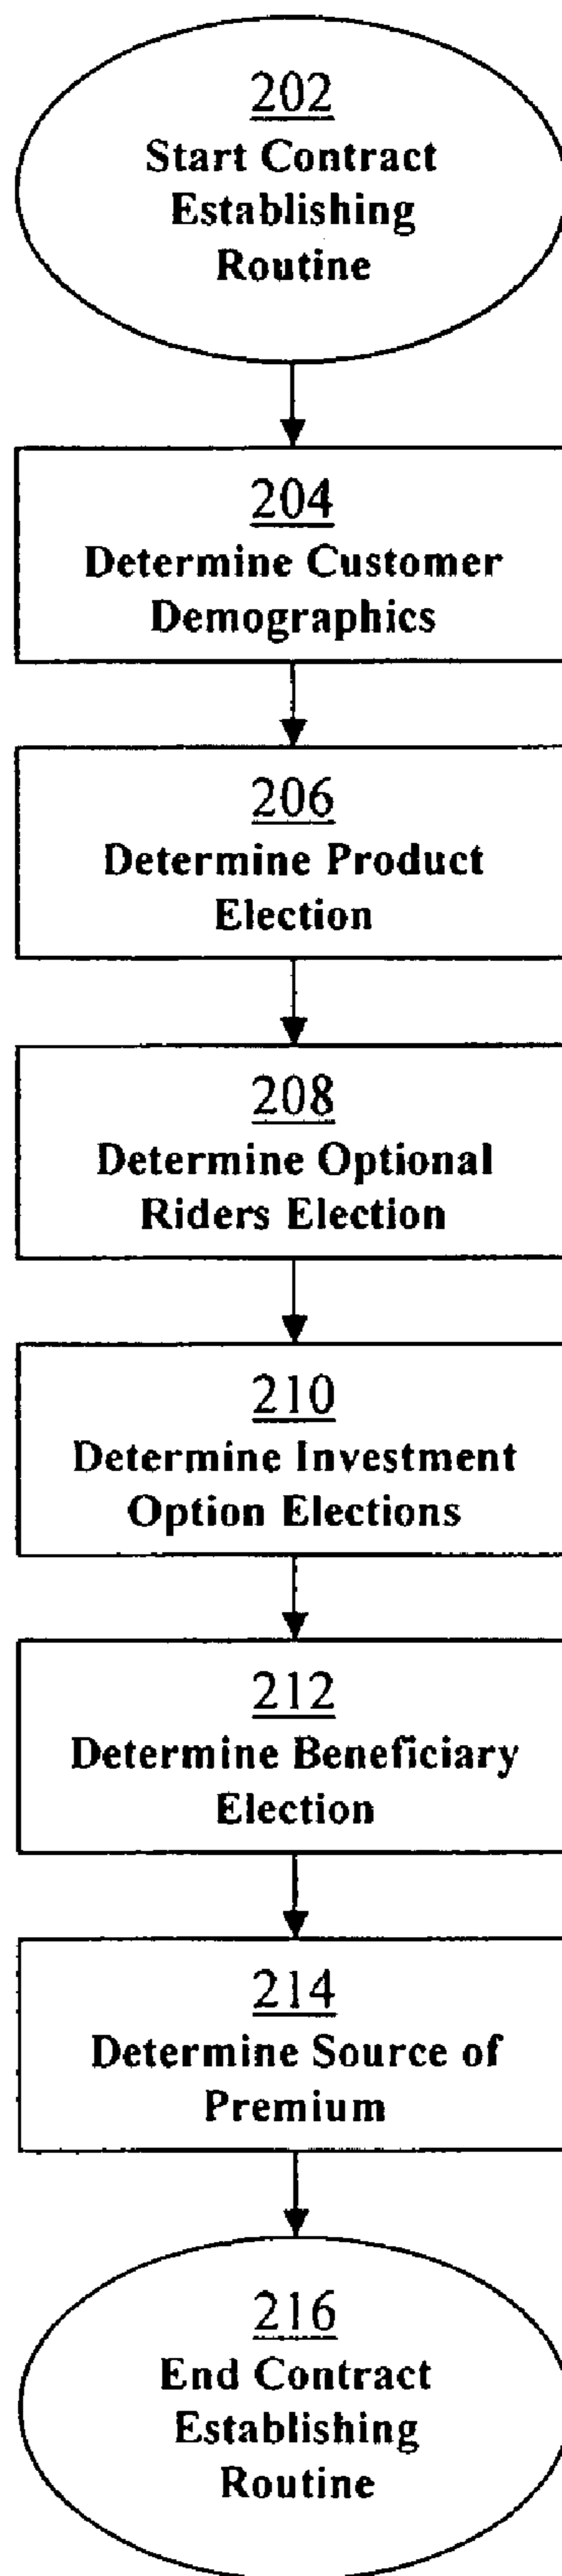 202
Start Contract
Establishing
Routine
204
Determine Customer
Demographics
206
Determine Product
Election
208
Determine Optional
Riders Election
210
Determine Investment
Option Elections
212
Determine Beneficiary
Election
214
Determine Source of
Premium
216
End Contract
Establishing
Routine